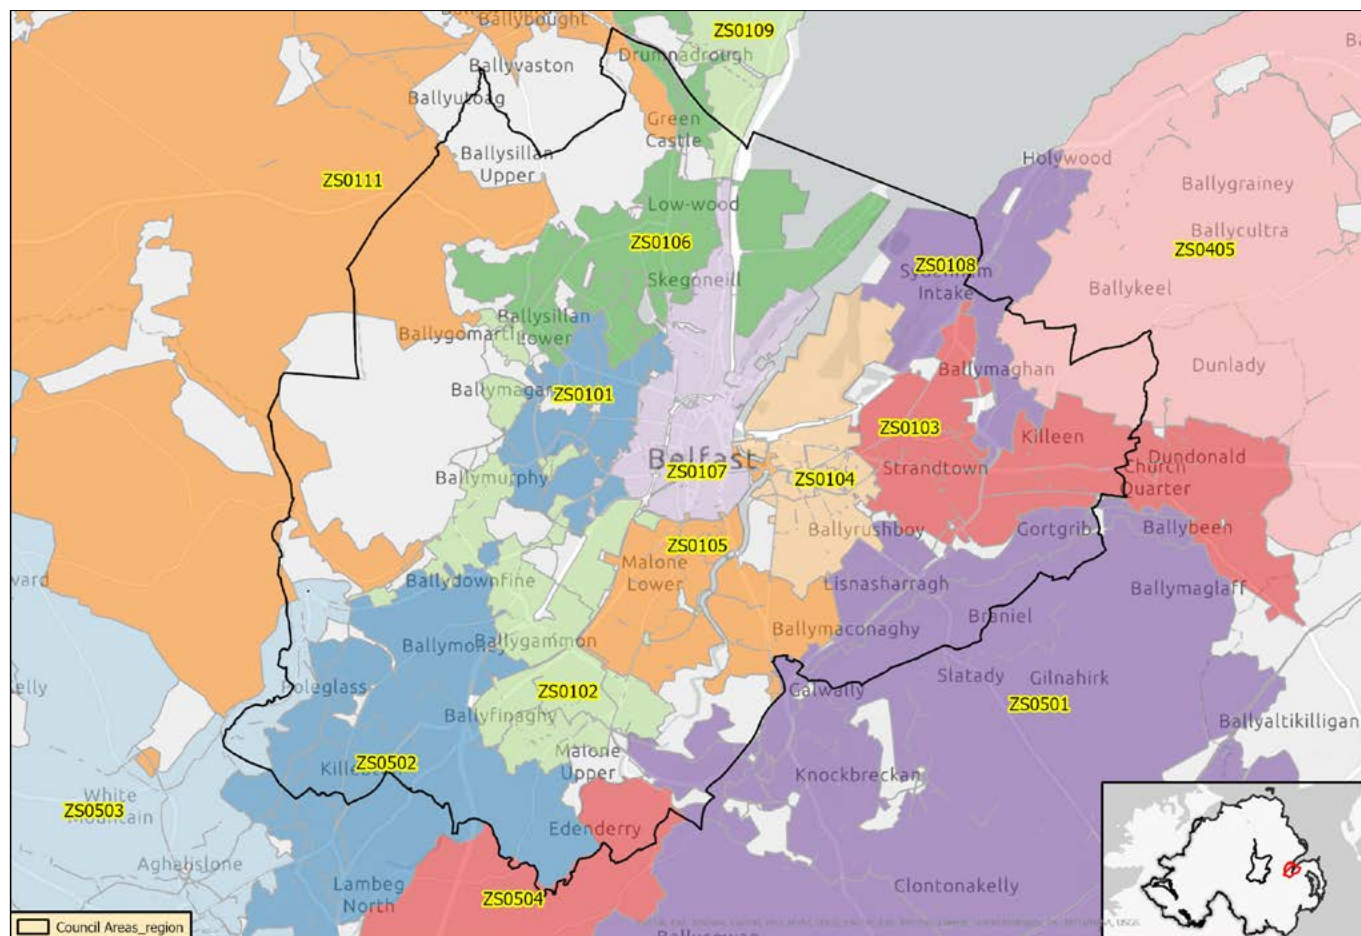 Ballybought
ZS0109
Drumnadrough
Ballyvaston
Ballyutoag
Green
Castle
Ballysillan
Upper
Holywood
ZS0111
Ballygrainey
Low-wood
Ballycultra
ZS0106
ZS0405
ZS0108
Sydenham
Intake
Skegoneill
Ballykeel
Ballysillan
Lower
Ballygomartin
Ballymaghan
Dunlady
ZS0101
ZS0103
Killeen
Belfast
Dundonald
ZS0107
Strandtown
Church
Quarter
Ballymurphy
ZS0104
Ballyrushboy
Gortgrib
Ballybeen
ZS0105
Malone
Lower
Ballydownfine
Lisnasharragh
Ballymaglaff
Braniel
Ballymaconaghy
Ballygammon
Slatady
Gilnahirk
Poleglass
ZS0102
Galwally
ZS0501
Ballyfinaghy
Ballyaltikilligan
Malone
Upper
ZS0502
Knockbreckan
ZS0503
White
Mountain
Edenderry
Aghalislone
Lambeg
North
ZS0504
Clontonakelly
Council Areas_region